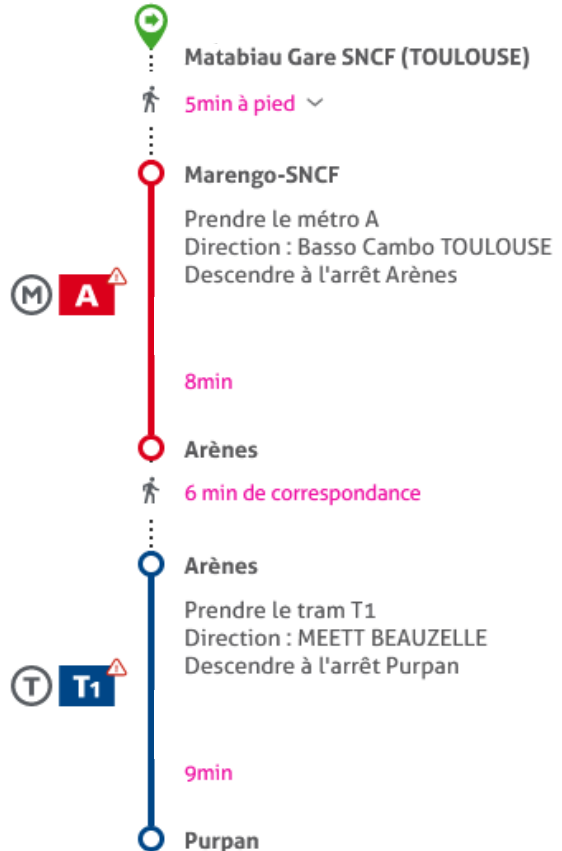 Matabiau Gare SNCF (TOULOUSE)
5min à pied
Marengo-SNCF
Prendre le métro A
Direction : Basso Cambo TOULOUSE
Descendre à l'arrêt Arènes
M A
8min
Arènes
6 min de correspondance
Arènes
Prendre le tram T1
Direction : MEETT BEAUZELLE
Descendre à l'arrêt Purpan
T T1
9min
Purpan